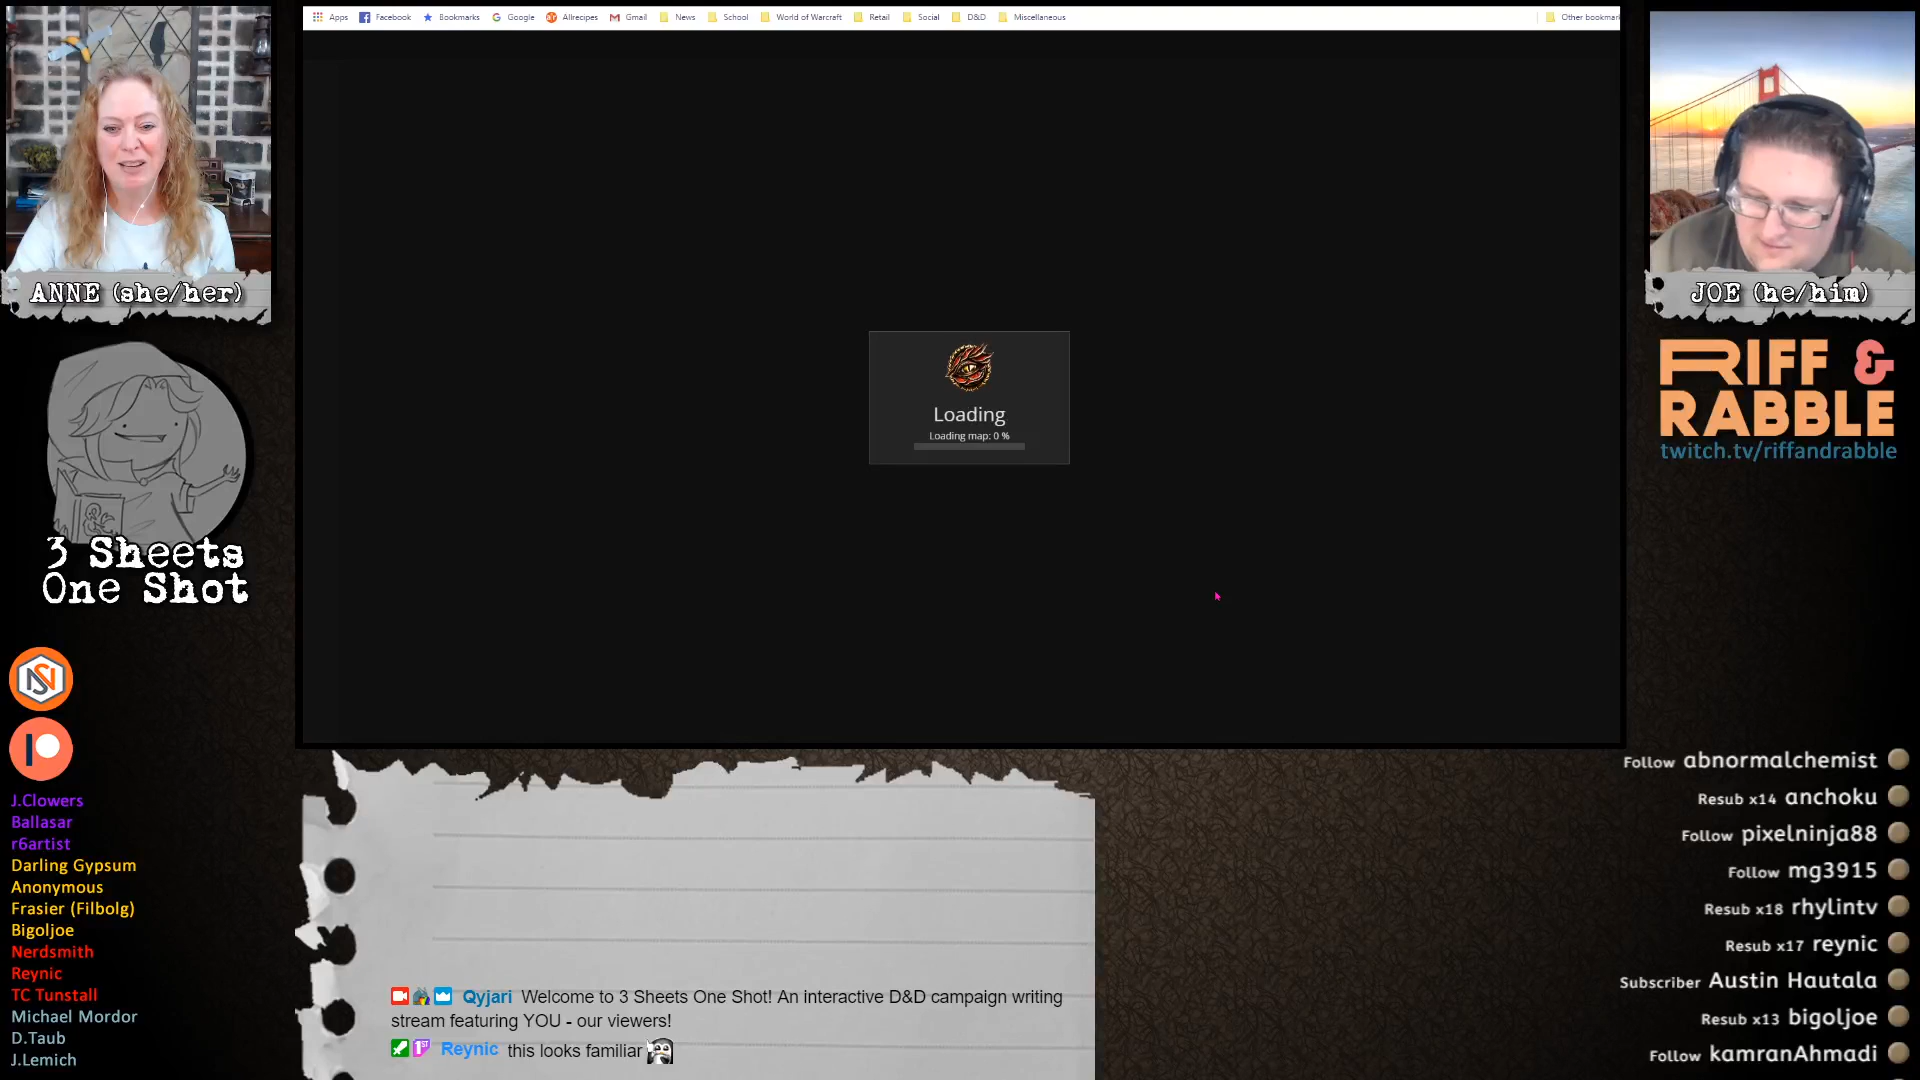 Apps Facebook Bookmarks Google Allrecipes Gmail News School World of Warcraft Retail Social D&D Miscellaneous Other bookmar
Loading
Loading map: 0 %
ANNE (she/her)
JOE (he/him)
RIFF &
RABBLE
twitch.tv/riffandrabble
3 Sheets
One Shot
J.Clowers
Ballasar
r6artist
Darling Gypsum
Anonymous
Frasier (Filbolg)
Bigoljoe
Nerdsmith
Reynic
TC Tunstall
Michael Mordor
D.Taub
J.Lemich
Qyjari Welcome to 3 Sheets One Shot! An interactive D&D campaign writing
stream featuring YOU - our viewers!
1ST Reynic this looks familiar
Follow abnormalchemist
Resub x14 anchoku
Follow pixelninja88
Follow mg3915
Resub x18 rhylintv
Resub x17 reynic
Subscriber Austin Hautala
Resub x13 bigoljoe
Follow kamranAhmadi